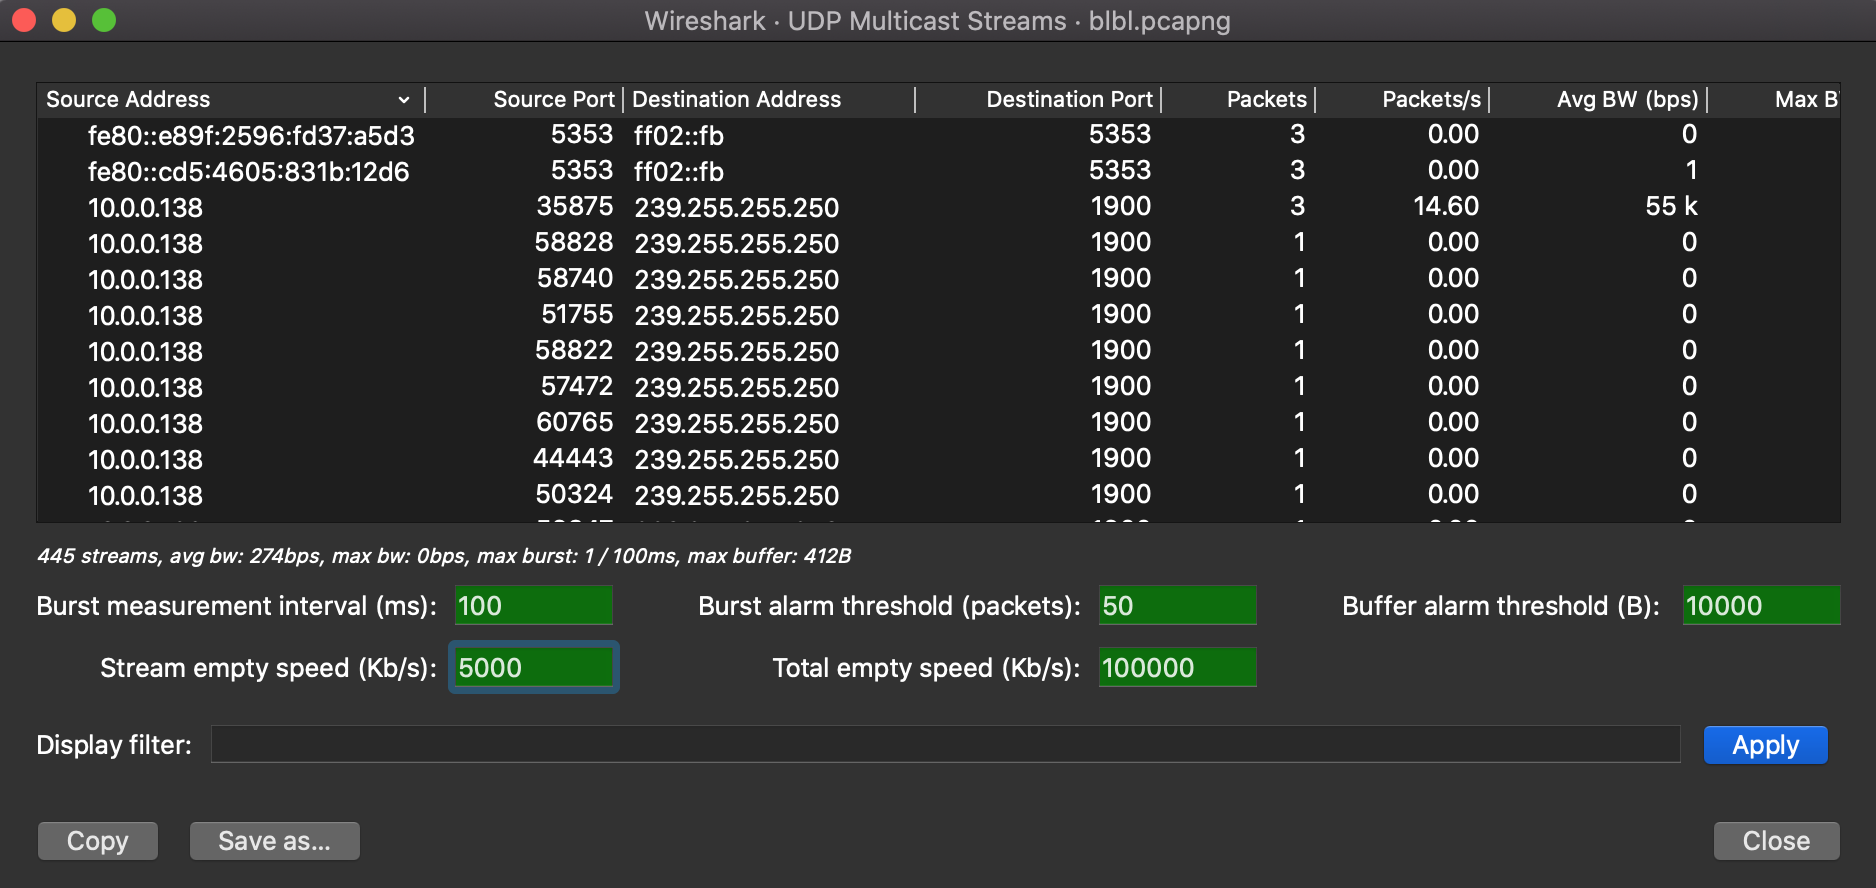 Wireshark · UDP Multicast Streams · blbl.pcapng
Source Address Source Port Destination Address Destination Port Packets Packets/s Avg BW (bps) Max B
fe80::e89f:2596:fd37:a5d3 5353 ff02::fb 5353 3 0.00 0
fe80::cd5:4605:831b:12d6 5353 ff02::fb 5353 3 0.00 1
10.0.0.138 35875 239.255.255.250 1900 3 14.60 55 k
10.0.0.138 58828 239.255.255.250 1900 1 0.00 0
10.0.0.138 58740 239.255.255.250 1900 1 0.00 0
10.0.0.138 51755 239.255.255.250 1900 1 0.00 0
10.0.0.138 58822 239.255.255.250 1900 1 0.00 0
10.0.0.138 57472 239.255.255.250 1900 1 0.00 0
10.0.0.138 60765 239.255.255.250 1900 1 0.00 0
10.0.0.138 44443 239.255.255.250 1900 1 0.00 0
10.0.0.138 50324 239.255.255.250 1900 1 0.00 0
445 streams, avg bw: 274bps, max bw: 0bps, max burst: 1 / 100ms, max buffer: 412B
Burst measurement interval (ms): 100 Burst alarm threshold (packets): 50 Buffer alarm threshold (B): 10000
Stream empty speed (Kb/s): 5000 Total empty speed (Kb/s): 100000
Display filter: Apply
Copy Save as... Close